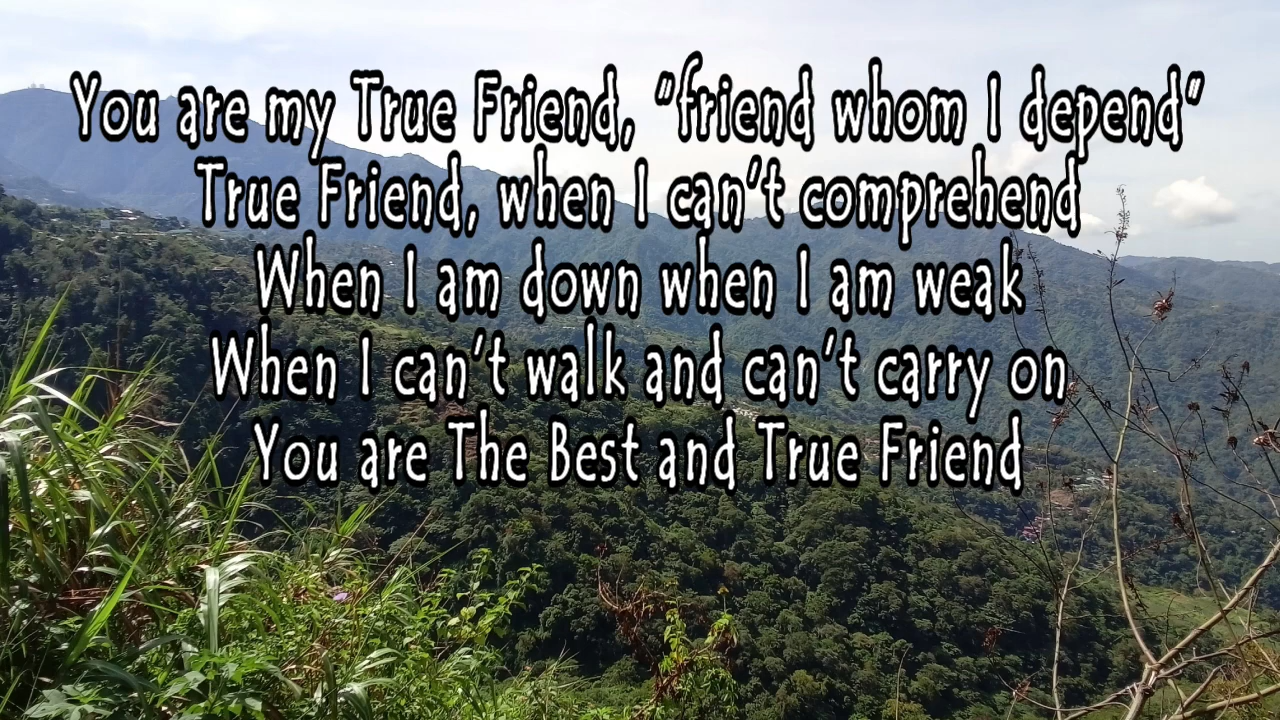 You are my True Friend, "friend whom I depend"
True Friend, when I can't comprehend
When I am down when I am weak
When I can't walk and can't carry on
You are The Best and True Friend